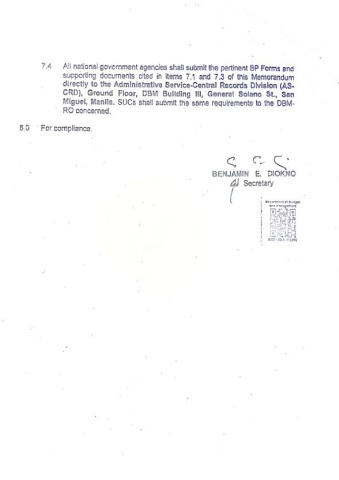 7.4 All national government agencies shall submit the pertinent BP Forms and
supporting documents cited in items 7.1 and 7.3 of this Memorandum
directly to the Administrative Service-Central Records Division (AS-
CRD), Ground Floor, DBM Building III, General Solano St., San
Miguel, Manila. SUCs shall submit the same requirements to the DBM-
RO concerned.
8.0 For compliance.
BENJAMIN E. DIOKNO
Secretary
Department of Budget
and Management